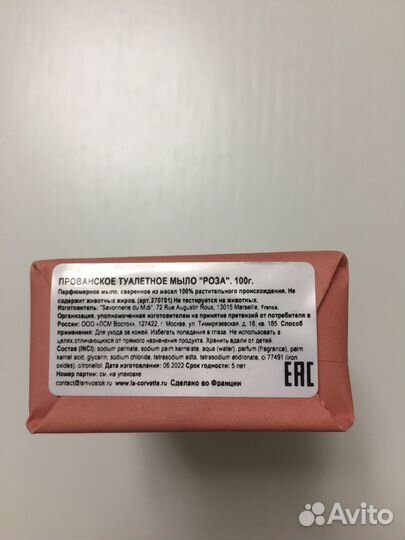 ПРОВАНСКОЕ ТУАЛЕТНОЕ МЫЛО "РОЗА". 100г.
Парфюмерное мыло, сваренное из масел 100% растительного происхождения. Не
содержит животных жиров. (арт.270781) Не тестируется на животных.
Изготовитель: "Savonnerie du Midi", 72 Rue Augustin Roux, 13015 Marseille, France.
Организация, уполномоченная изготовителем на принятие претензий от потребителя в
России: ООО «ЛСМ Восток», 127422, г. Москва, ул. Тимирязевская, д. 16, кв. 185 Способ
применения: Для ухода за кожей. Избегать попадания в глаза. Не использовать в
целях,отличающихся от прямого назначения продукта. Хранить вдали от детей.
Состав (INCI): sodium palmate, sodium palm kernelate, aqua (water), parfum (fragrance), palm
kernel acid, glycerin, sodium chloride, tetrasodium edta, tetrasodium etidronate, ci 77491 (iron
oxides), citronellol. Дата изготовления: 06.2022 Срок годности: 5 лет.
Номер партии: см. на упаковке
contact@lsmvostok.ru www.la-corvette.ru Сделано во Франции
EAC
Avito